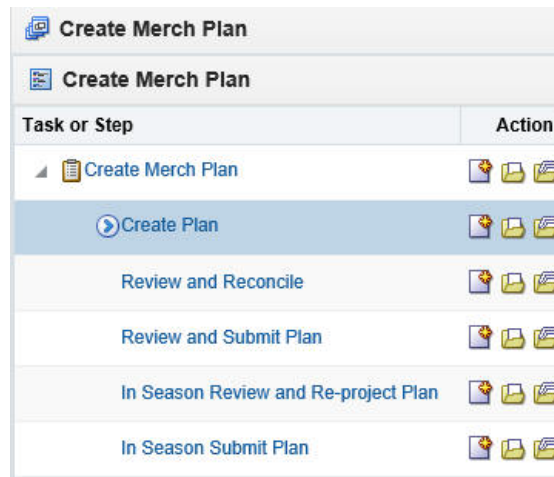 Create Merch Plan
Create Merch Plan
Task or Step Action
Create Merch Plan
Create Plan
Review and Reconcile
Review and Submit Plan
In Season Review and Re-project Plan
In Season Submit Plan